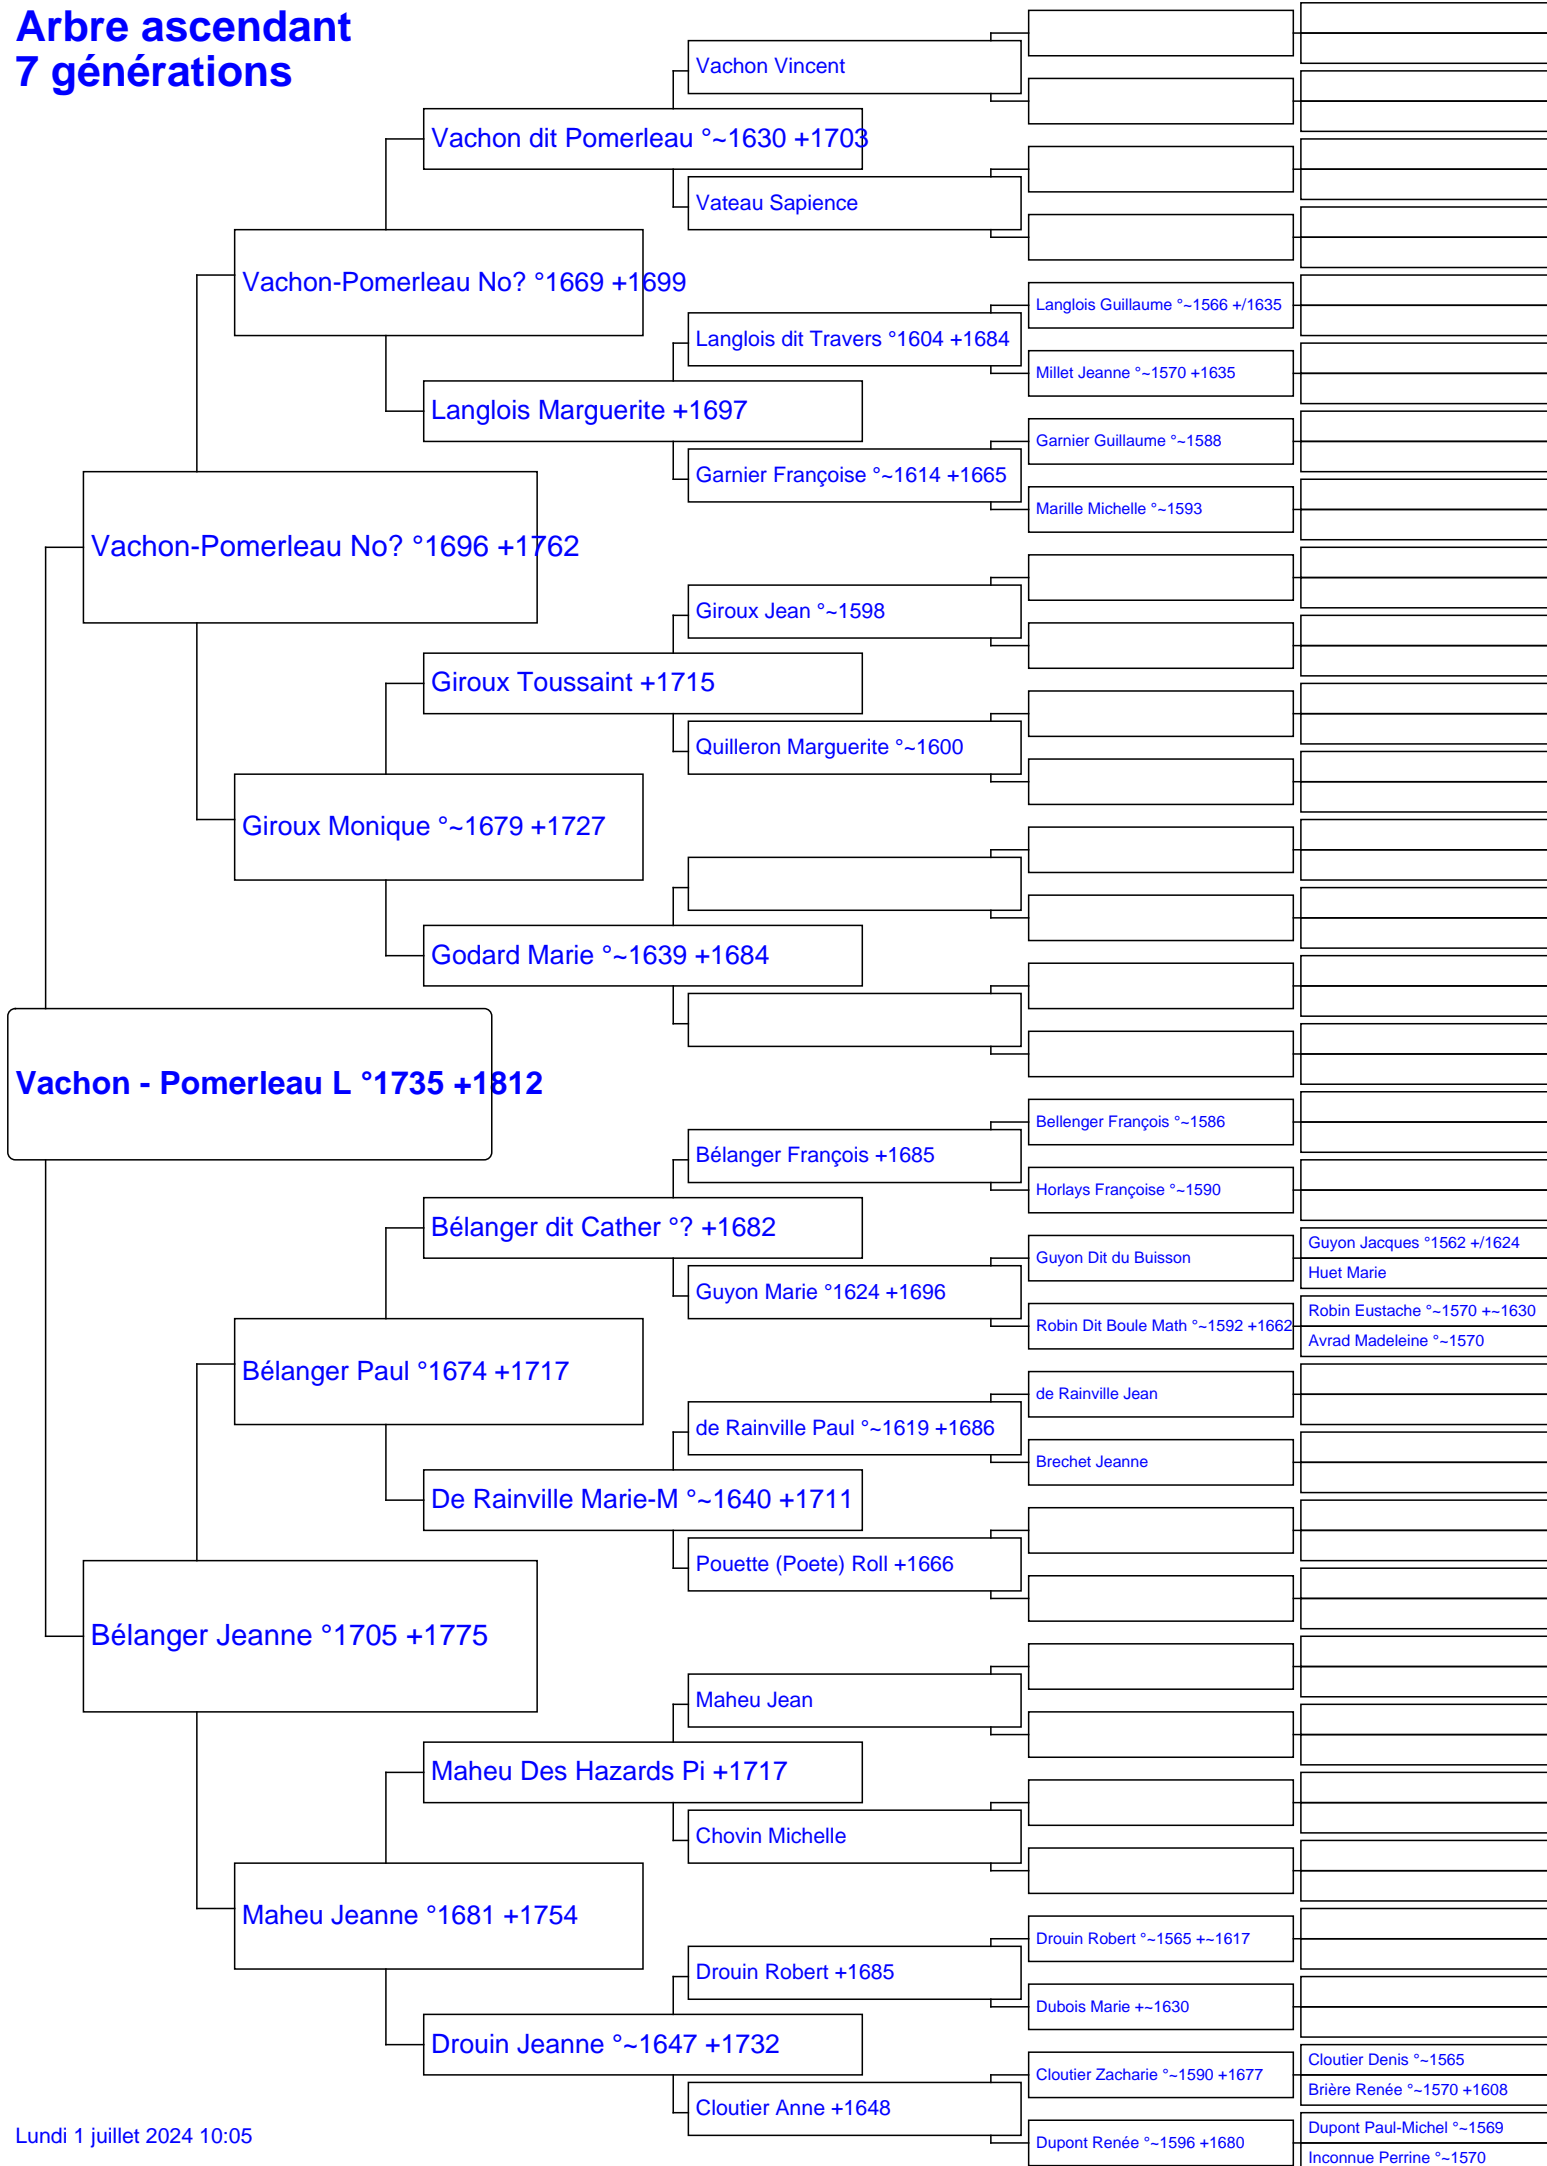 Arbre ascendant
7 générations
Vachon Vincent
Vachon dit Pomerleau °~1630 +1703
Vateau Sapience
Vachon-Pomerleau No? °1669 +1699
Langlois Guillaume °~1566 +/1635
Langlois dit Travers °1604 +1684
Millet Jeanne °~1570 +1635
Langlois Marguerite +1697
Garnier Guillaume °~1588
Garnier Françoise °~1614 +1665
Marille Michelle °~1593
Vachon-Pomerleau No? °1696 +1762
Giroux Jean °~1598
Giroux Toussaint +1715
Quilleron Marguerite °~1600
Giroux Monique °~1679 +1727
Godard Marie °~1639 +1684
Vachon - Pomerleau L °1735 +1812
Bellenger François °~1586
Bélanger François +1685
Horlays Françoise °~1590
Bélanger dit Cather °? +1682
Guyon Jacques °1562 +/1624
Guyon Dit du Buisson
Huet Marie
Guyon Marie °1624 +1696
Robin Eustache °~1570 +~1630
Robin Dit Boule Math °~1592 +1662
Avrad Madeleine °~1570
Bélanger Paul °1674 +1717
de Rainville Jean
de Rainville Paul °~1619 +1686
Brechet Jeanne
De Rainville Marie-M °~1640 +1711
Pouette (Poete) Roll +1666
Bélanger Jeanne °1705 +1775
Maheu Jean
Maheu Des Hazards Pi +1717
Chovin Michelle
Maheu Jeanne °1681 +1754
Drouin Robert °~1565 +~1617
Drouin Robert +1685
Dubois Marie +~1630
Drouin Jeanne °~1647 +1732
Cloutier Denis °~1565
Cloutier Zacharie °~1590 +1677
Brière Renée °~1570 +1608
Cloutier Anne +1648
Dupont Paul-Michel °~1569
Dupont Renée °~1596 +1680
Inconnue Perrine °~1570
Lundi 1 juillet 2024 10:05